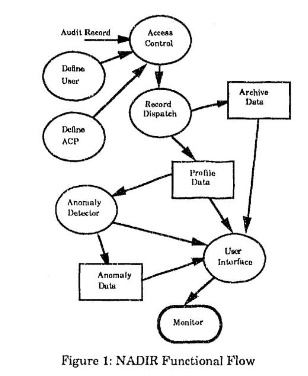 Audit Record
Access
Control
Define
User
Record
Dispatch
Archive
Data
Define
ACP
Profile
Data
Anomaly
Detector
User
Interface
Anomaly
Data
Monitor
Figure 1: NADIR Functional Flow